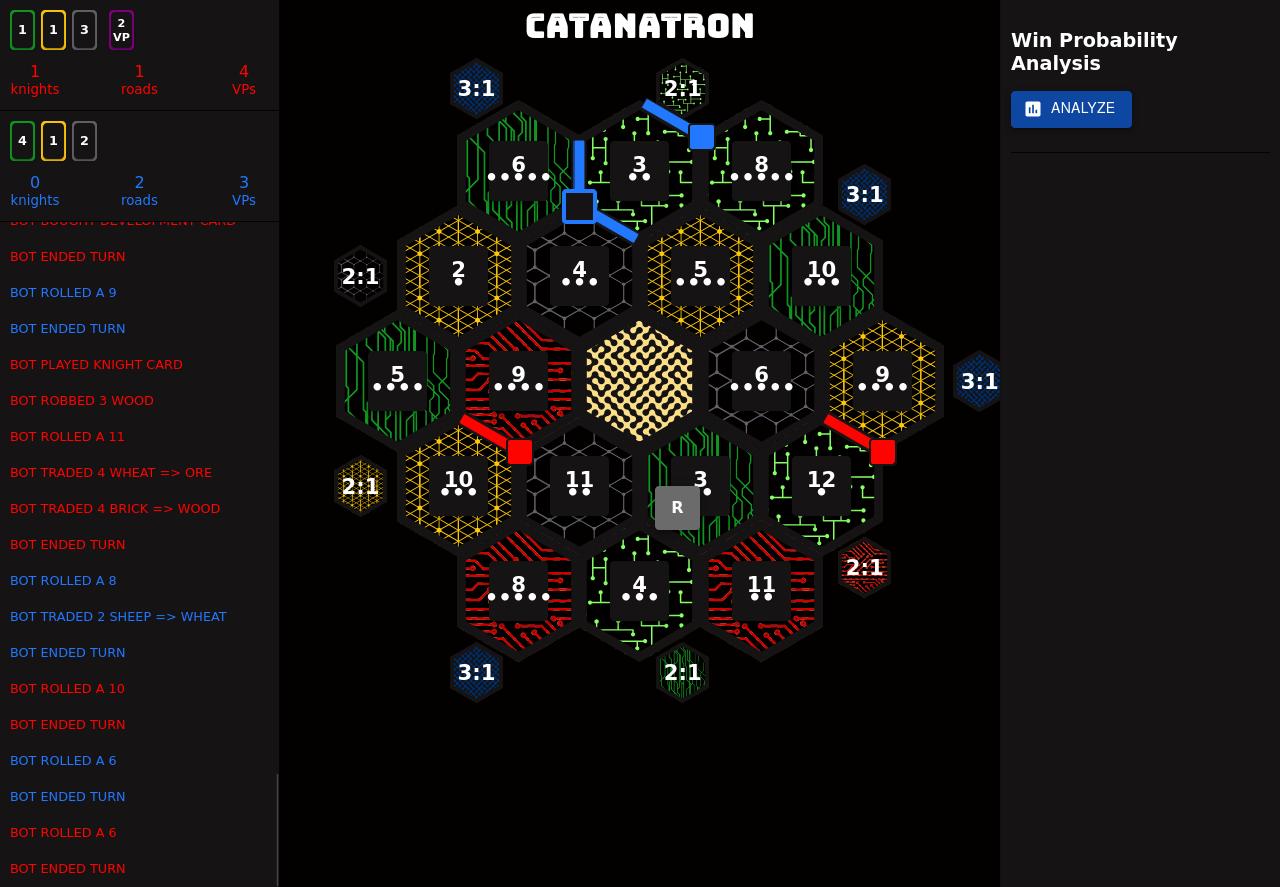 1 1 3 2 VP
1 1 4
knights roads VPs
4 1 2
0 2 3
knights roads VPs
BOT BOUGHT DEVELOPMENT CARD
BOT ENDED TURN
BOT ROLLED A 9
BOT ENDED TURN
BOT PLAYED KNIGHT CARD
BOT ROBBED 3 WOOD
BOT ROLLED A 11
BOT TRADED 4 WHEAT => ORE
BOT TRADED 4 BRICK => WOOD
BOT ENDED TURN
BOT ROLLED A 8
BOT TRADED 2 SHEEP => WHEAT
BOT ENDED TURN
BOT ROLLED A 10
BOT ENDED TURN
BOT ROLLED A 6
BOT ENDED TURN
BOT ROLLED A 6
BOT ENDED TURN
CATANATRON
3:1 2:1
6 3 8
3:1
2:1 2 4 5 10
5 9 6 9 3:1
2:1 10 11 3 12
R
8 4 11 2:1
3:1 2:1
Win Probability
Analysis
ANALYZE